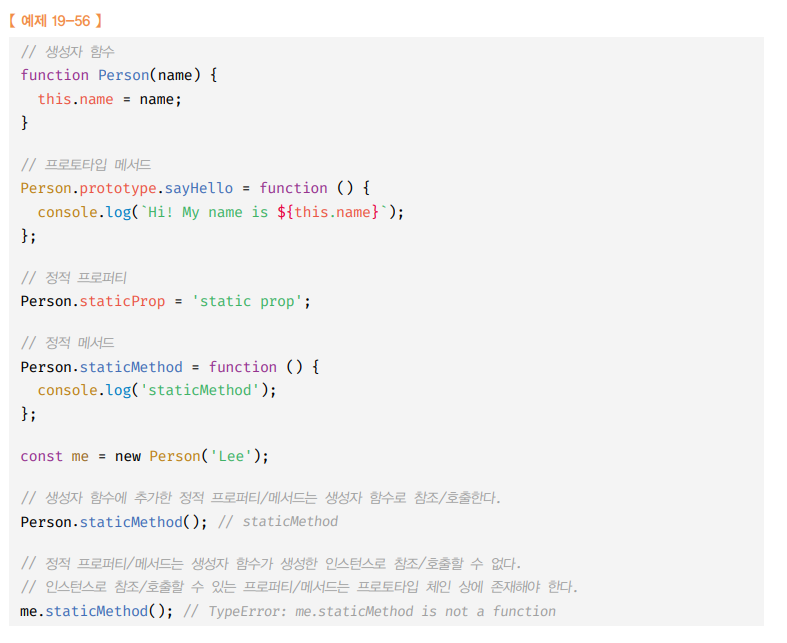 【 예제 19-56 】
// 생성자 함수
function Person(name) {
  this.name = name;
}
// 프로토타입 메서드
Person.prototype.sayHello = function () {
  console.log(`Hi! My name is ${this.name}`);
};
// 정적 프로퍼티
Person.staticProp = 'static prop';
// 정적 메서드
Person.staticMethod = function () {
  console.log('staticMethod');
};
const me = new Person('Lee');
// 생성자 함수에 추가한 정적 프로퍼티/메서드는 생성자 함수로 참조/호출한다.
Person.staticMethod(); // staticMethod
// 정적 프로퍼티/메서드는 생성자 함수가 생성한 인스턴스로 참조/호출할 수 없다.
// 인스턴스로 참조/호출할 수 있는 프로퍼티/메서드는 프로토타입 체인 상에 존재해야 한다.
me.staticMethod(); // TypeError: me.staticMethod is not a function